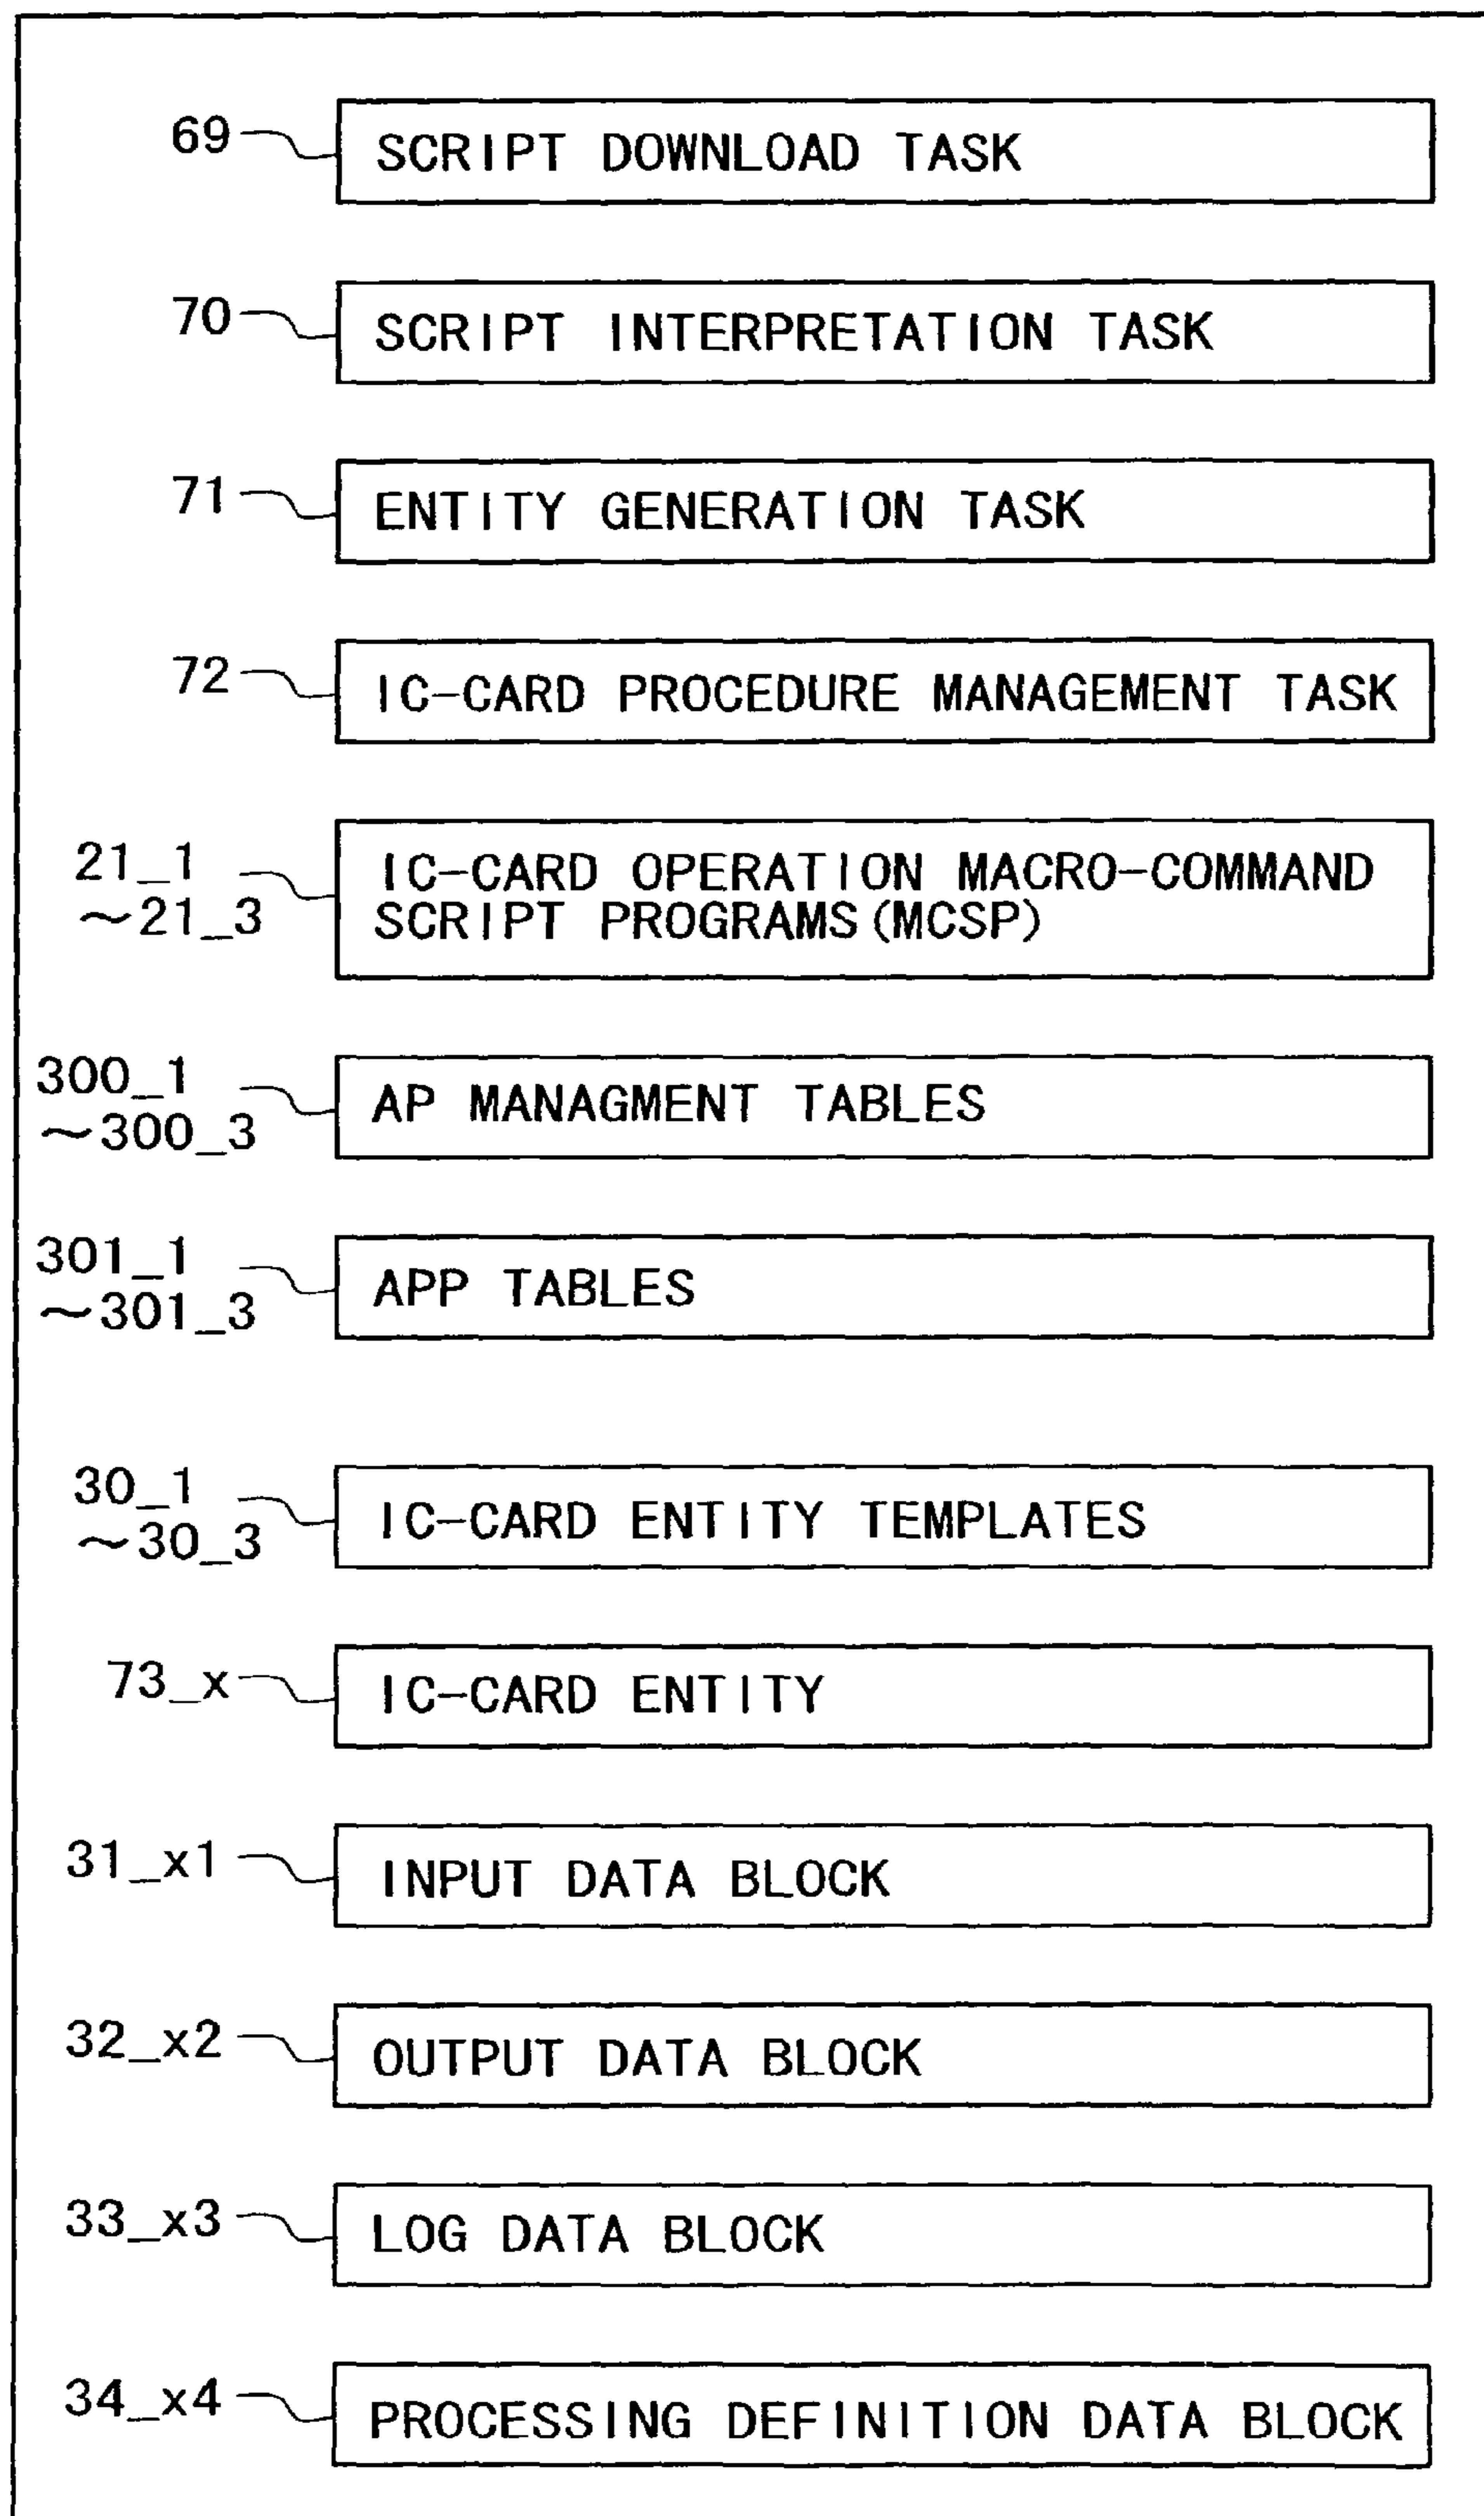 69 SCRIPT DOWNLOAD TASK
70 SCRIPT INTERPRETATION TASK
71 ENTITY GENERATION TASK
72 IC-CARD PROCEDURE MANAGEMENT TASK
21_1 IC-CARD OPERATION MACRO-COMMAND
~21_3 SCRIPT PROGRAMS(MCSP)
300_1
~300_3
AP MANAGMENT TABLES
301_1
~301_3
APP TABLES
30_1
~30_3
IC-CARD ENTITY TEMPLATES
73_x IC-CARD ENTITY
31_x1 INPUT DATA BLOCK
32_x2 OUTPUT DATA BLOCK
33_x3 LOG DATA BLOCK
34_x4 PROCESSING DEFINITION DATA BLOCK